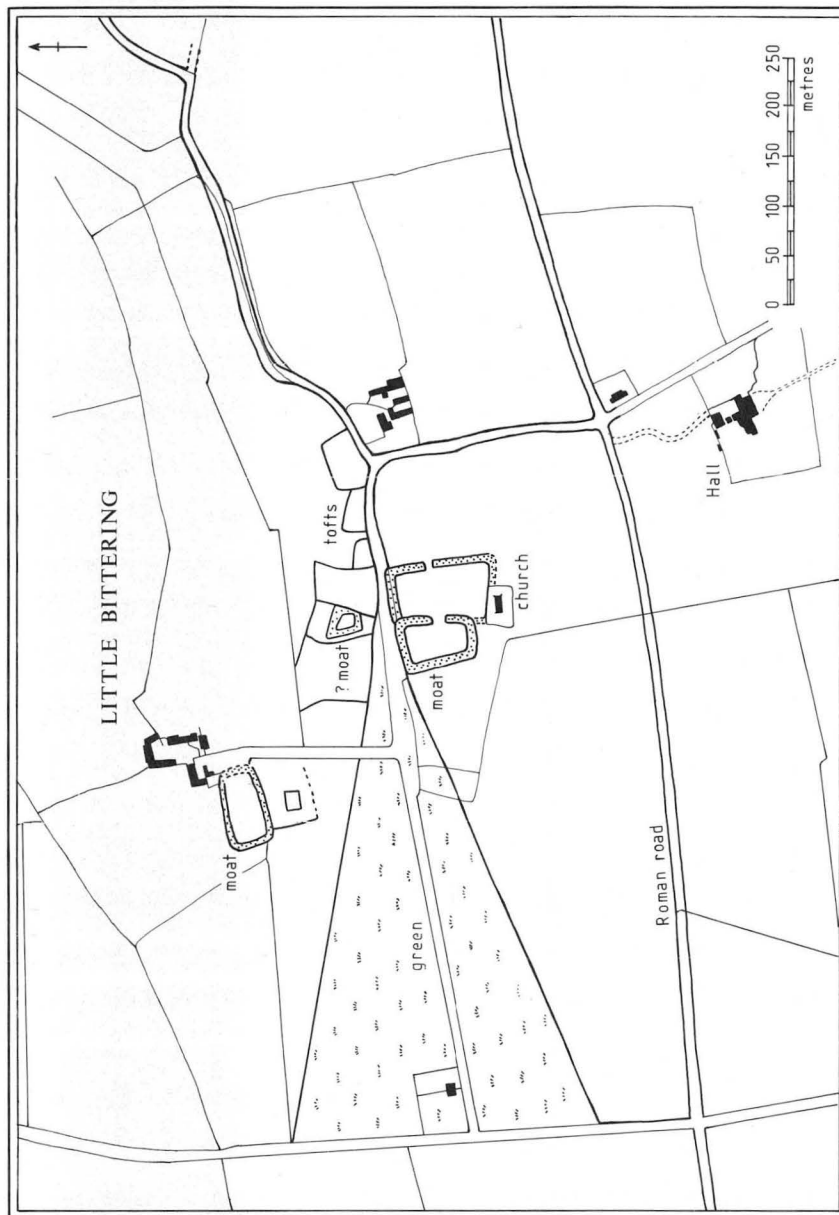 LITTLE BITTERING
moat
? moat
tofts
green
moat
church
Roman road
Hall
0 50 100 150 200 250
metres